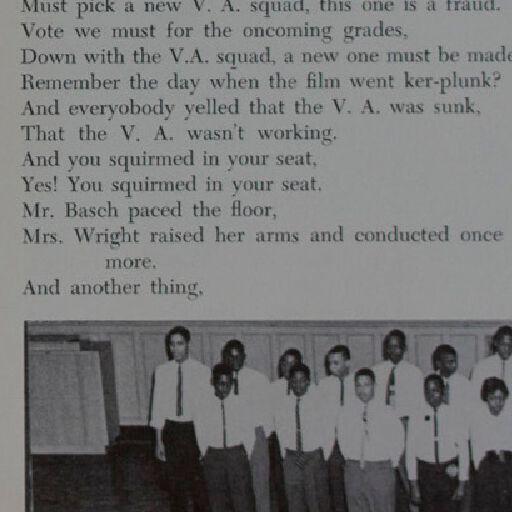 Must pick a new V. A. squad, this one is a fraud.
Vote we must for the oncoming grades,
Down with the V.A. squad, a new one must be made
Remember the day when the film went ker-plunk?
And everyobody yelled that the V. A. was sunk,
That the V. A. wasn't working.
And you squirmed in your seat,
Yes! You squirmed in your seat.
Mr. Basch paced the floor,
Mrs. Wright raised her arms and conducted once
more.
And another thing,